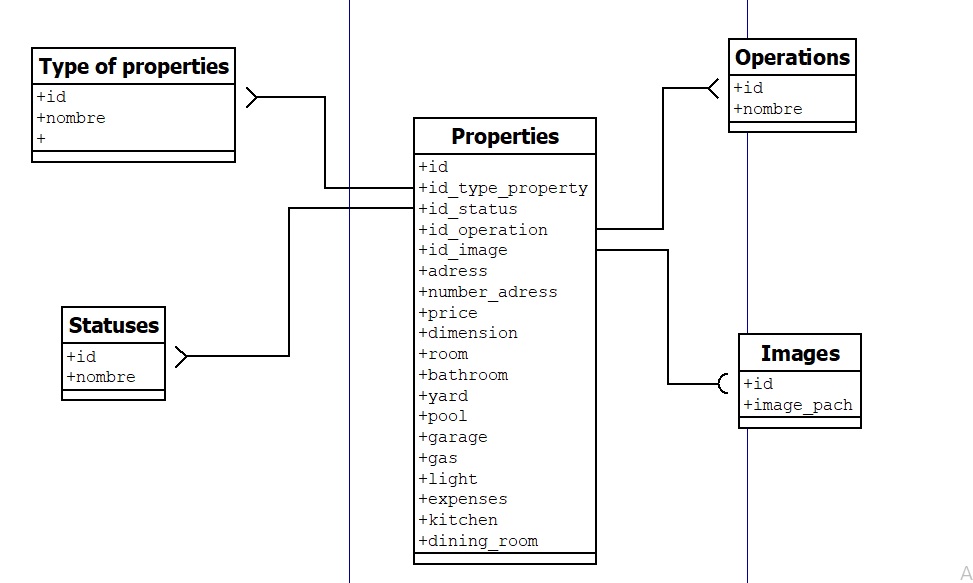 Type of properties
+id
+nombre
+
Statuses
+id
+nombre
Properties
+id
+id_type_property
+id_status
+id_operation
+id_image
+adress
+number_adress
+price
+dimension
+room
+bathroom
+yard
+pool
+garage
+gas
+light
+expenses
+kitchen
+dining_room
Operations
+id
+nombre
Images
+id
+image_pach
A